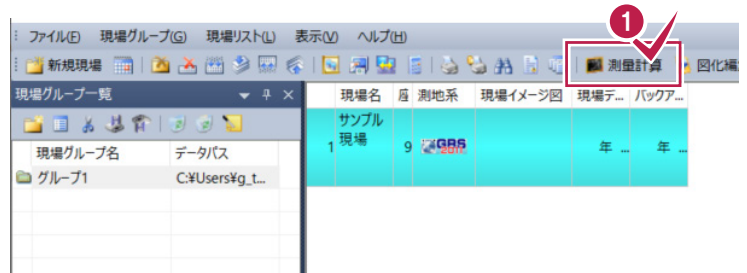 1
ファイル(F) 現場グループ(G) 現場リスト(L) 表示(V) ヘルプ(H)
新規現場 測量計算 図化編
現場グループ一覧
現場グループ名 データパス
グループ1 C:¥Users¥g_t...
現場名 測地系 現場イメージ図 現場デ... バックア...
1 サンプル現場 9 GRS 年 ... 年 ...